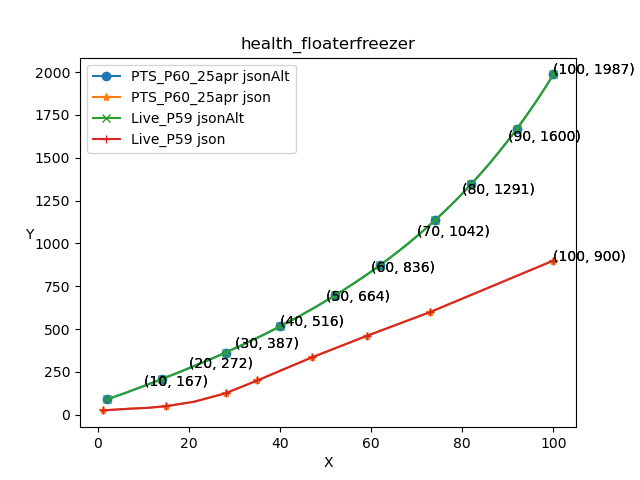 health_floaterfreezer
PTS_P60_25apr jsonAlt
PTS_P60_25apr json
Live_P59 jsonAlt
Live_P59 json
(100, 1987)
(90, 1600)
(80, 1291)
(70, 1042)
(60, 836)
(50, 664)
(40, 516)
(30, 387)
(20, 272)
(10, 167)
(100, 900)
Y
2000
1750
1500
1250
1000
750
500
250
0
0 20 40 60 80 100
X